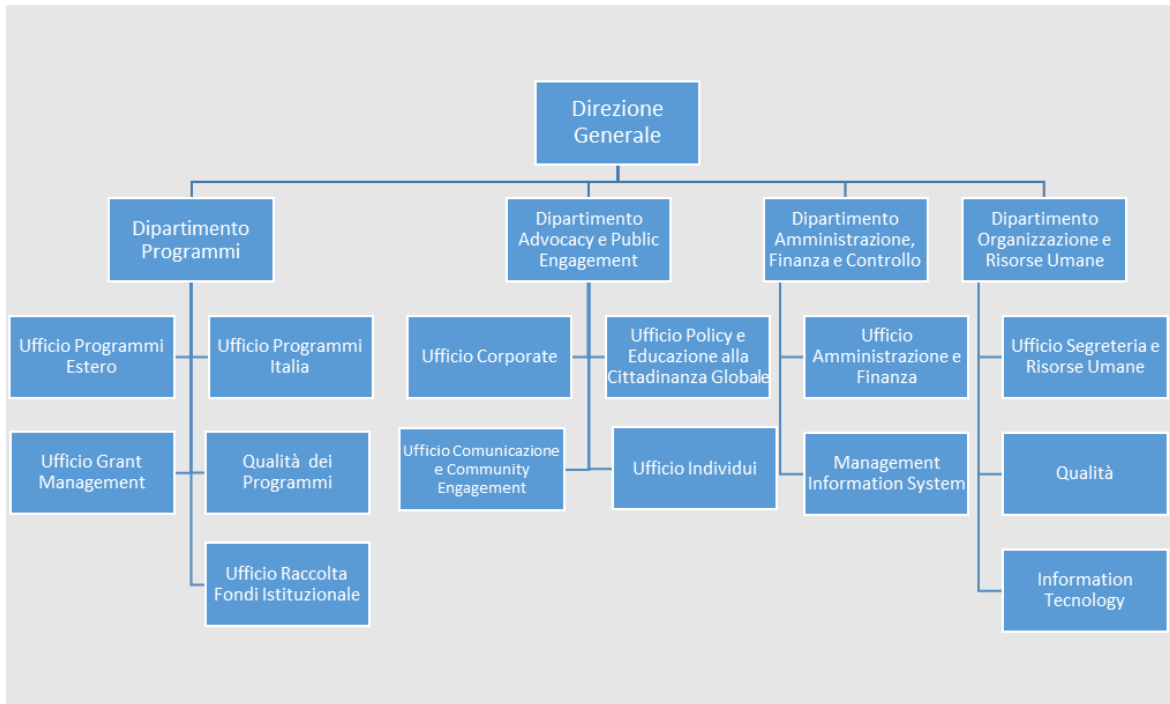 Direzione
Generale
Dipartimento
Programmi
Dipartimento
Advocacy e Public
Engagement
Dipartimento
Amministrazione,
Finanza e Controllo
Dipartimento
Organizzazione e
Risorse Umane
Ufficio Programmi
Estero
Ufficio Programmi
Italia
Ufficio Corporate
Ufficio Policy e
Educazione alla
Cittadinanza Globale
Ufficio
Amministrazione e
Finanza
Ufficio Segreteria e
Risorse Umane
Ufficio Grant
Management
Qualità dei
Programmi
Ufficio Comunicazione
e Community
Engagement
Ufficio Individui
Management
Information System
Qualità
Ufficio Raccolta
Fondi Istituzionale
Information
Tecnology